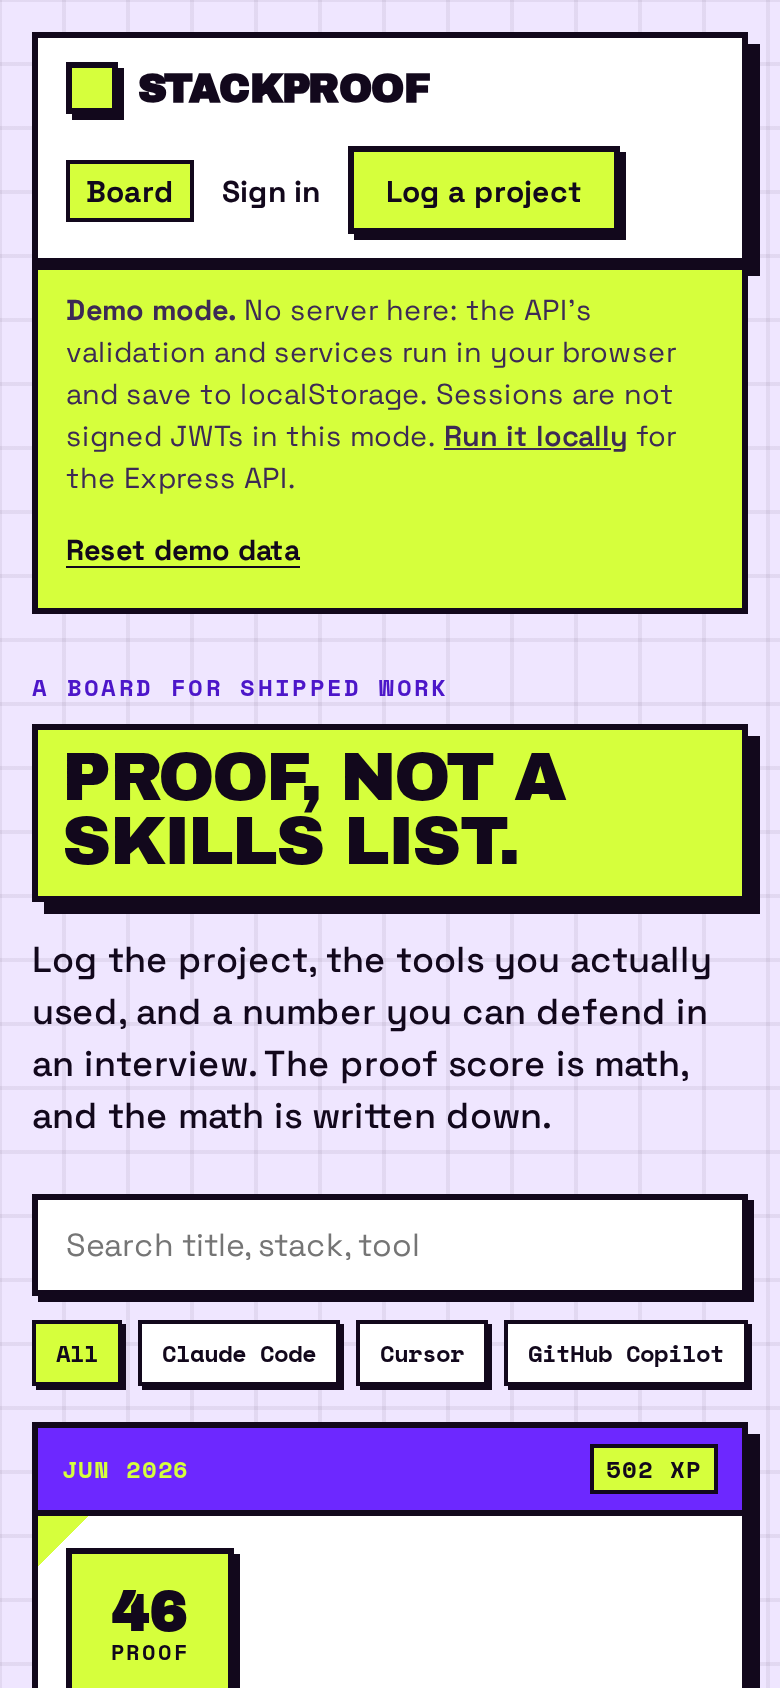 STACKPROOF
Board Sign in Log a project
Demo mode. No server here: the API’s
validation and services run in your browser
and save to localStorage. Sessions are not
signed JWTs in this mode. Run it locally for
the Express API.
Reset demo data
A BOARD FOR SHIPPED WORK
PROOF, NOT A
SKILLS LIST.
Log the project, the tools you actually
used, and a number you can defend in
an interview. The proof score is math,
and the math is written down.
Search title, stack, tool
All Claude Code Cursor GitHub Copilot
JUN 2026 502 XP
46
PROOF